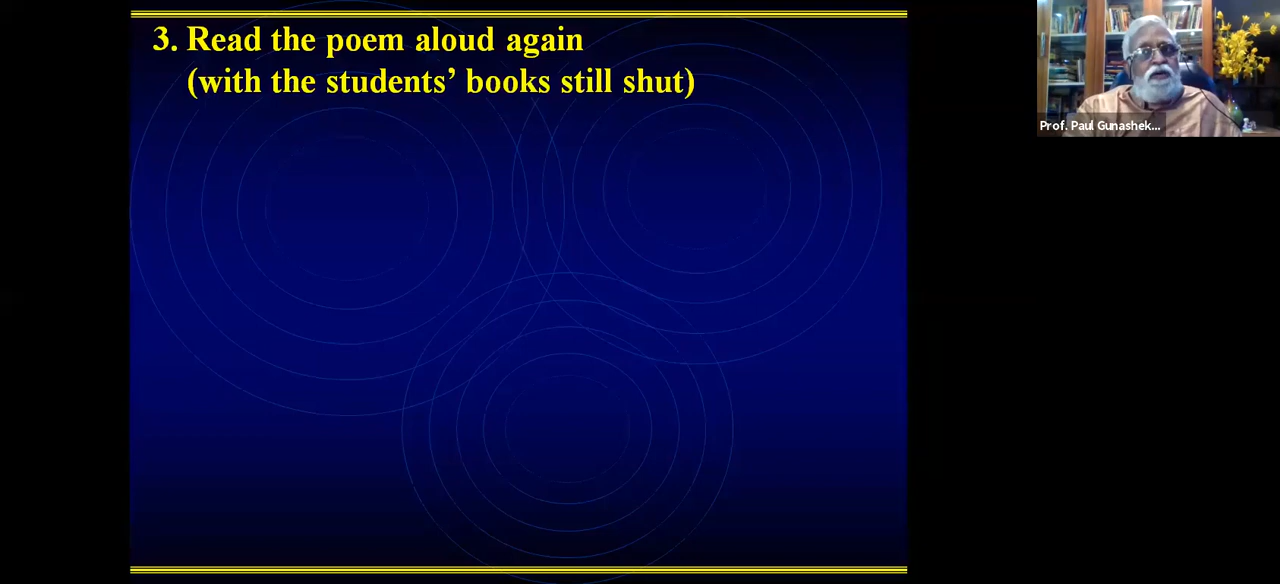 3. Read the poem aloud again
(with the students’ books still shut)
Prof. Paul Gunashek...